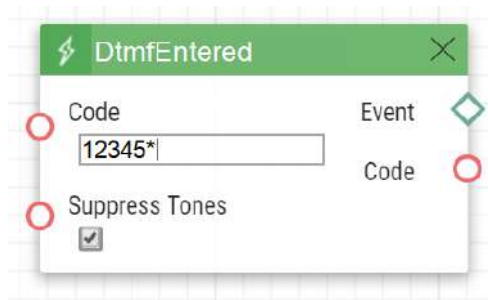 DtmfEntered
Code
12345*
Suppress Tones
Event
Code